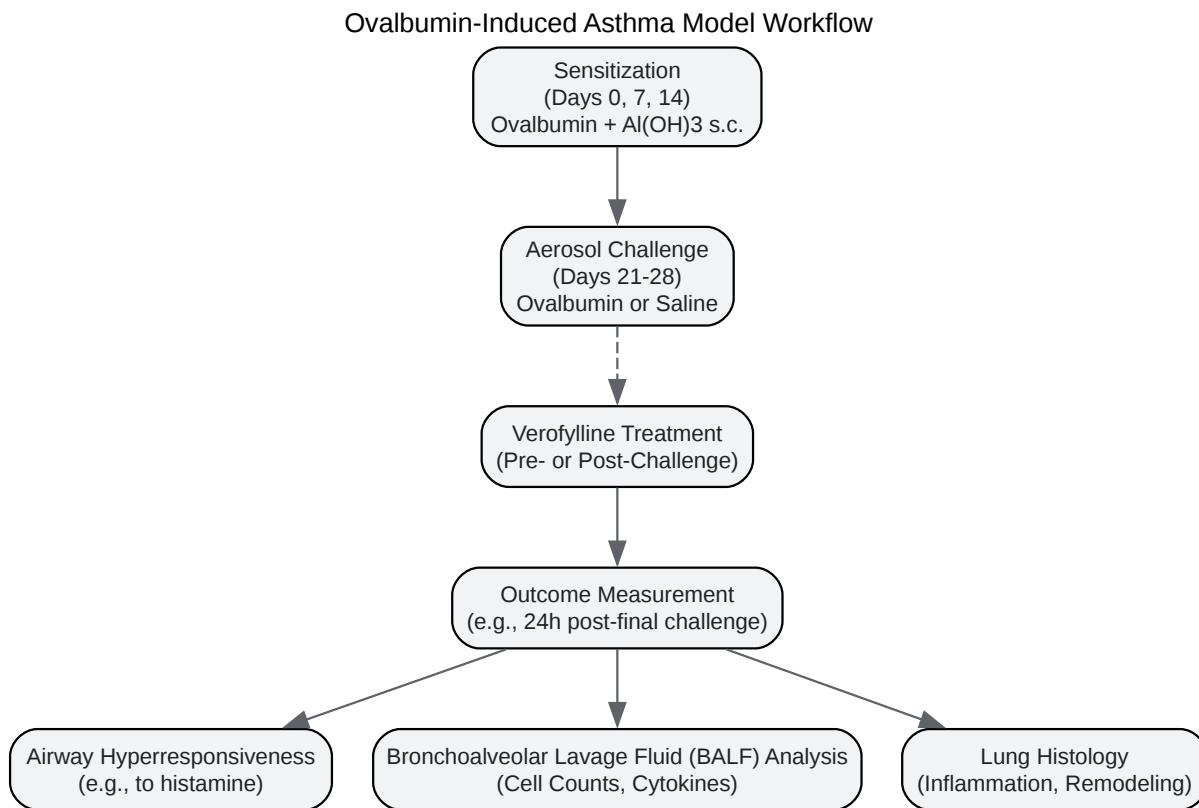 Ovalbumin-Induced Asthma Model Workflow
Sensitization
(Days 0, 7, 14)
Ovalbumin + Al(OH)3 s.c.
Aerosol Challenge
(Days 21-28)
Ovalbumin or Saline
Verofylline Treatment
(Pre- or Post-Challenge)
Outcome Measurement
(e.g., 24h post-final challenge)
Airway Hyperresponsiveness
(e.g., to histamine)
Bronchoalveolar Lavage Fluid (BALF) Analysis
(Cell Counts, Cytokines)
Lung Histology
(Inflammation, Remodeling)